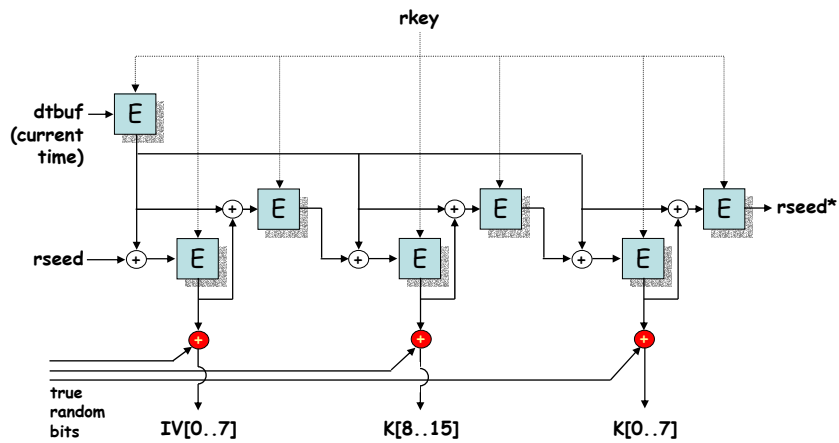 rkey
E
dtbuf
(current
time)
+
E
+
E
+
E
rseed*
rseed
+
E
+
E
+
E
+
+
+
true
random
bits
IV[0..7]
K[8..15]
K[0..7]